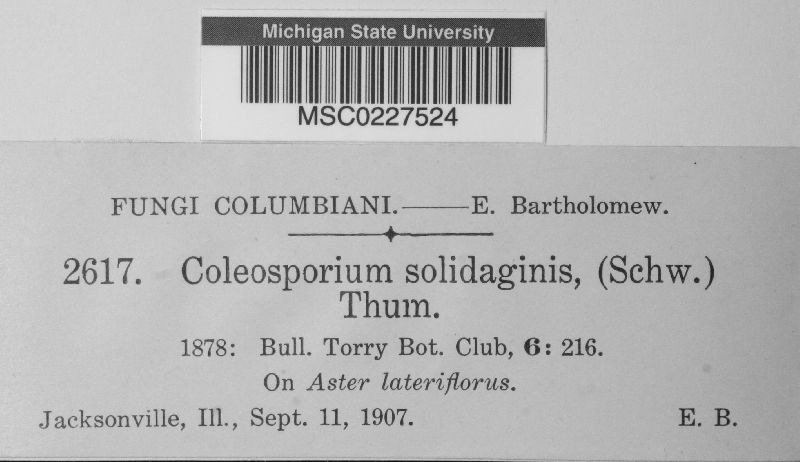 Michigan State University
MSC0227524
FUNGI COLUMBIANI.——E. Bartholomew.
2617. Coleosporium solidaginis, (Schw.)
Thum.
1878: Bull. Torry Bot. Club, 6: 216.
On Aster lateriflorus.
Jacksonville, Ill., Sept. 11, 1907. E. B.